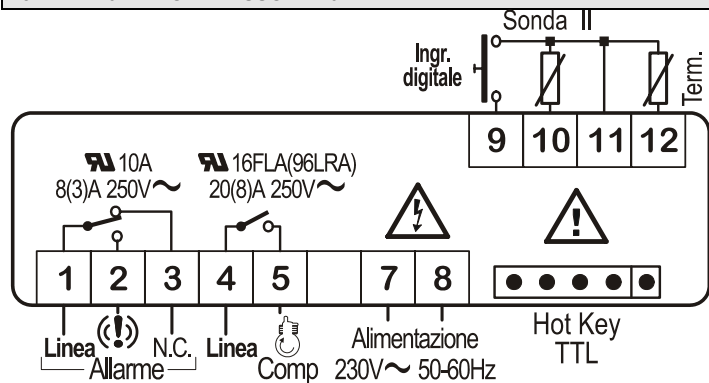 Sonda II
Ingr.
digitale
Term.
9 10 11 12
10A
8(3)A 250V~
16FLA(96LRA)
20(8)A 250V~
1 2 3 4 5 7 8
Linea N.C.
Allarme
Linea
Comp
Alimentazione
230V~ 50-60Hz
Hot Key
TTL